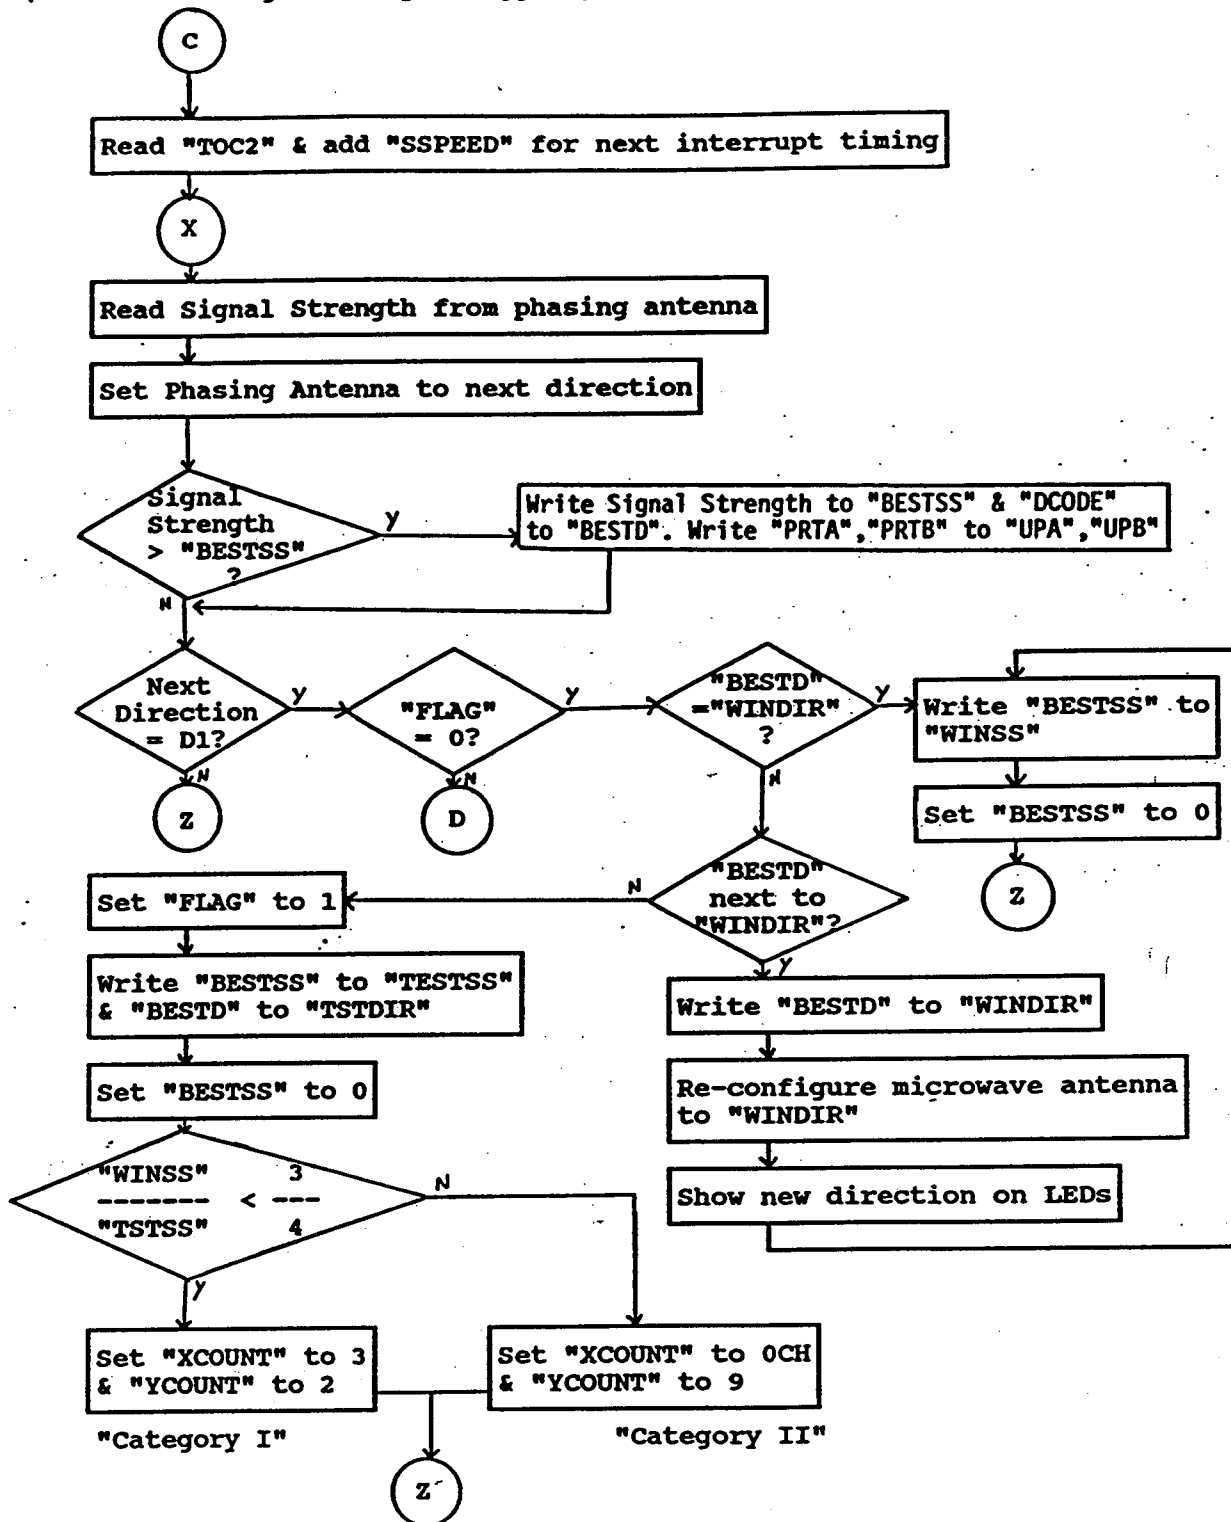 C
Read "TOC2" & add "SSPEED" for next interrupt timing
X
Read Signal Strength from phasing antenna
Set Phasing Antenna to next direction
Signal
Strength
> "BESTSS"
?
Y
N
Write Signal Strength to "BESTSS" & "DCODE"
to "BESTD". Write "PRTA","PRTB" to "UPA","UPB"
Next
Direction
= D1?
Y
N
Z
"FLAG"
= 0?
Y
N
D
"BESTD"
="WINDIR"
?
Y
N
Write "BESTSS" to
"WINSS"
Set "BESTSS" to 0
Z
"BESTD"
next to
"WINDIR"?
N
Y
Set "FLAG" to 1
Write "BESTSS" to "TESTSS"
& "BESTD" to "TSTDIR"
Set "BESTSS" to 0
Write "BESTD" to "WINDIR"
Re-configure microwave antenna
to "WINDIR"
Show new direction on LEDs
"WINSS" 3
------- < ---
"TSTSS" 4
N
Y
Set "XCOUNT" to 3
& "YCOUNT" to 2
Set "XCOUNT" to 0CH
& "YCOUNT" to 9
"Category I"
"Category II"
Z